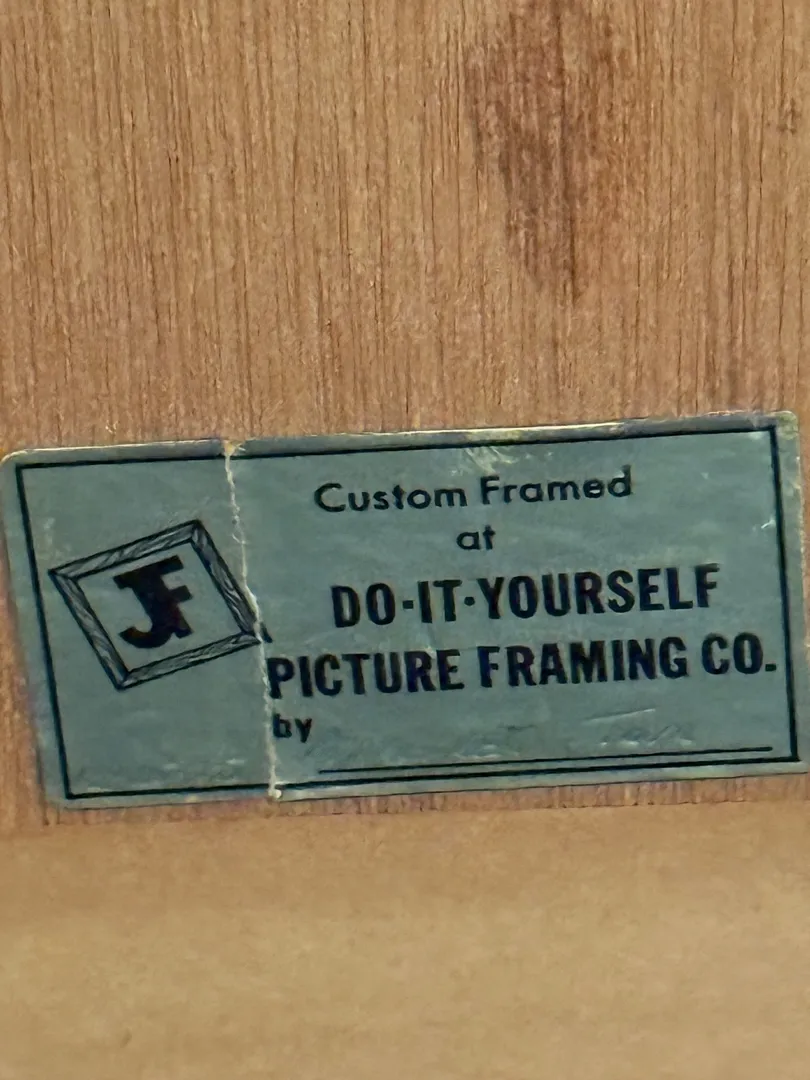 JF
Custom Framed
at
DO-IT-YOURSELF
PICTURE FRAMING CO.
by